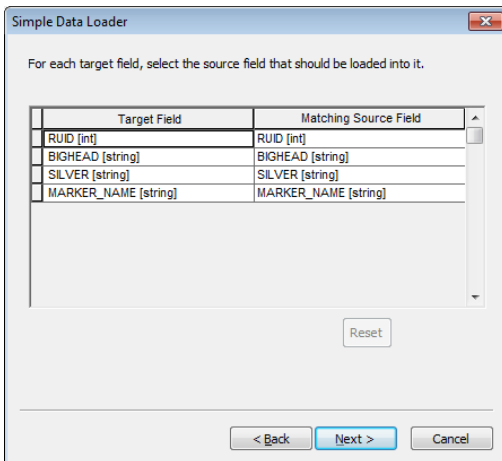 Simple Data Loader
For each target field, select the source field that should be loaded into it.
Target Field Matching Source Field
RUID [int] RUID [int]
BIGHEAD [string] BIGHEAD [string]
SILVER [string] SILVER [string]
MARKER_NAME [string] MARKER_NAME [string]
Reset
< Back Next > Cancel